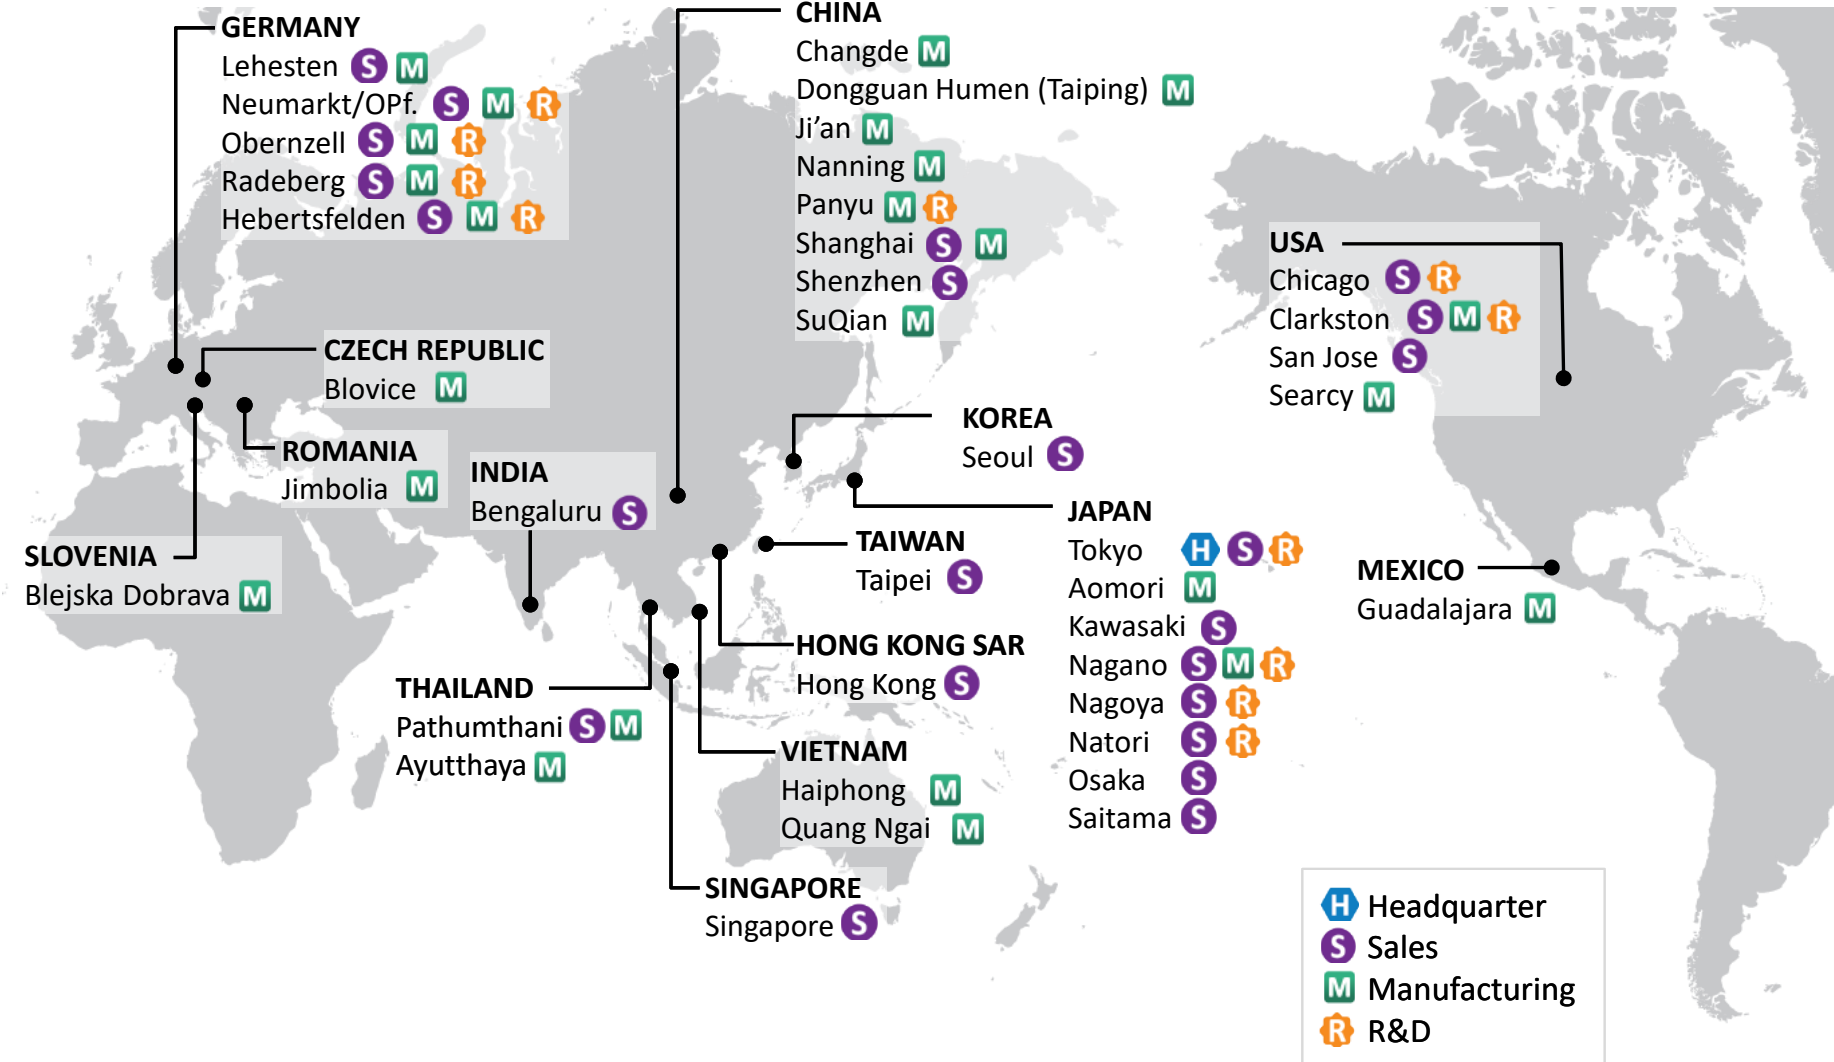 GERMANY
Lehesten S M
Neumarkt/OPf. S M R
Obernzell S M R
Radeberg S M R
Hebertsfelden S M R
CZECH REPUBLIC
Blovice M
ROMANIA
Jimbolia M
SLOVENIA
Blejska Dobrava M
INDIA
Bengaluru S
THAILAND
Pathumthani S M
Ayutthaya M
CHINA
Changde M
Dongguan Humen (Taiping) M
Ji’an M
Nanning M
Panyu M R
Shanghai S M
Shenzhen S
SuQian M
KOREA
Seoul S
TAIWAN
Taipei S
HONG KONG SAR
Hong Kong S
VIETNAM
Haiphong M
Quang Ngai M
SINGAPORE
Singapore S
JAPAN
Tokyo H S R
Aomori M
Kawasaki S
Nagano S M R
Nagoya S R
Natori S R
Osaka S
Saitama S
USA
Chicago S R
Clarkston S M R
San Jose S
Searcy M
MEXICO
Guadalajara M
H Headquarter
S Sales
M Manufacturing
R R&D